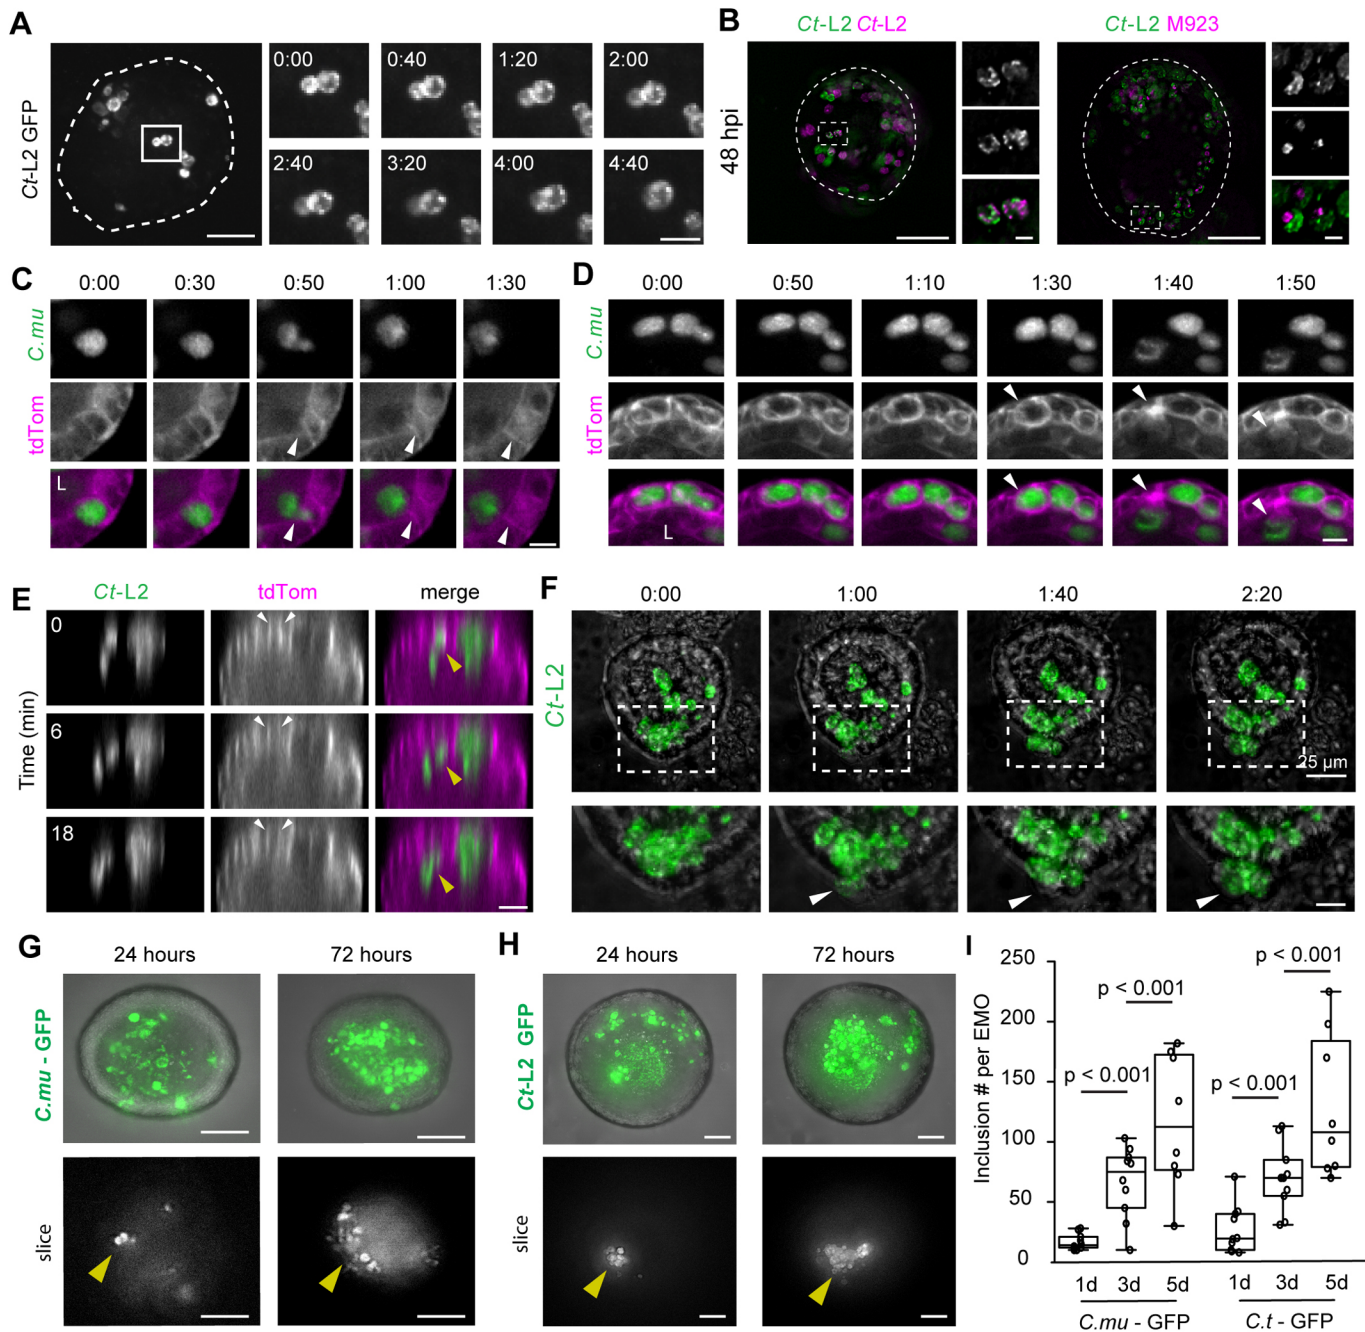 A
Ct-L2 GFP
0:00 0:40 1:20 2:00
2:40 3:20 4:00 4:40
B
Ct-L2 Ct-L2 Ct-L2 M923
48 hpi
C
0:00 0:30 0:50 1:00 1:30
C.mu
tdTom
L
D
0:00 0:50 1:10 1:30 1:40 1:50
C.mu
tdTom
L
E
Ct-L2 tdTom merge
Time (min)
0
6
18
F
0:00 1:00 1:40 2:20
Ct-L2
25 µm
G
24 hours 72 hours
C.mu - GFP
slice
H
24 hours 72 hours
Ct-L2 GFP
slice
I
Inclusion # per EMO
250
200
150
100
50
0
p < 0.001
p < 0.001
p < 0.001
p < 0.001
1d 3d 5d 1d 3d 5d
C.mu - GFP C.t - GFP